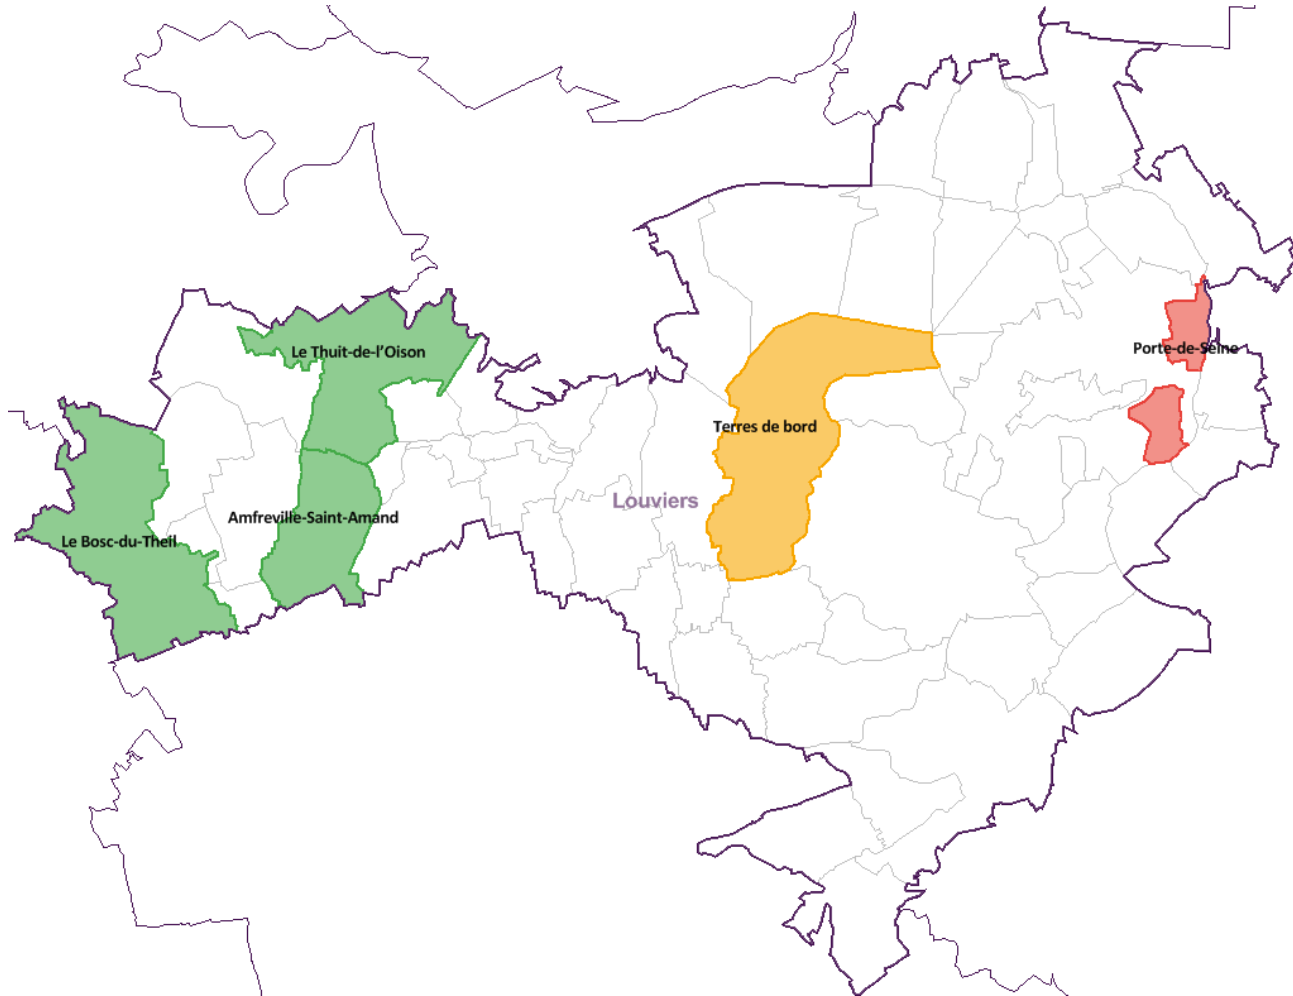 Le Thuit-de-l’Oison
Porte-de-Seine
Terres de bord
Louviers
Amfreville-Saint-Amand
Le Bosc-du-Theil